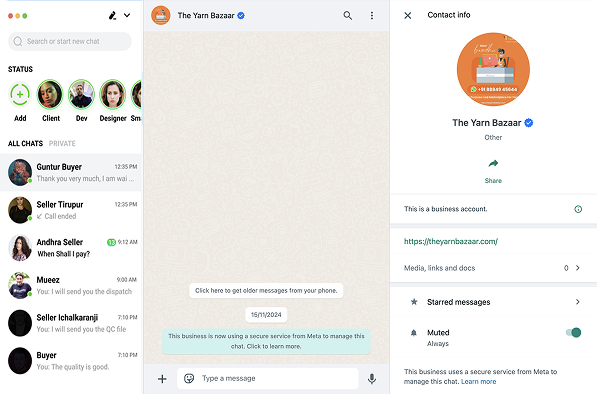 Search or start new chat
STATUS
Add
Client
Dev
Designer
ALL CHATS
PRIVATE
Guntur Buyer
12:35 PM
Thank you very much, I am wai ...
Seller Tirupur
12:35 PM
Call ended
Andhra Seller
13
9:12 AM
When Shall I pay?
Mueez
9:00 AM
You: I will send you the dispatch
Seller Ichalkaranji
7:10 PM
You: I will send you the QC file
Buyer
7:10 PM
You: The quality is good.
The Yarn Bazaar
Click here to get older messages from your phone.
15/11/2024
This business is now using a secure service from Meta to manage this
chat. Click to learn more.
Type a message
Contact info
+91 88849 45644
The Yarn Bazaar
Other
Share
This is a business account.
https://theyarnbazaar.com/
Media, links and docs
0
Starred messages
Muted
Always
This business uses a secure service from Meta to
manage this chat. Learn more